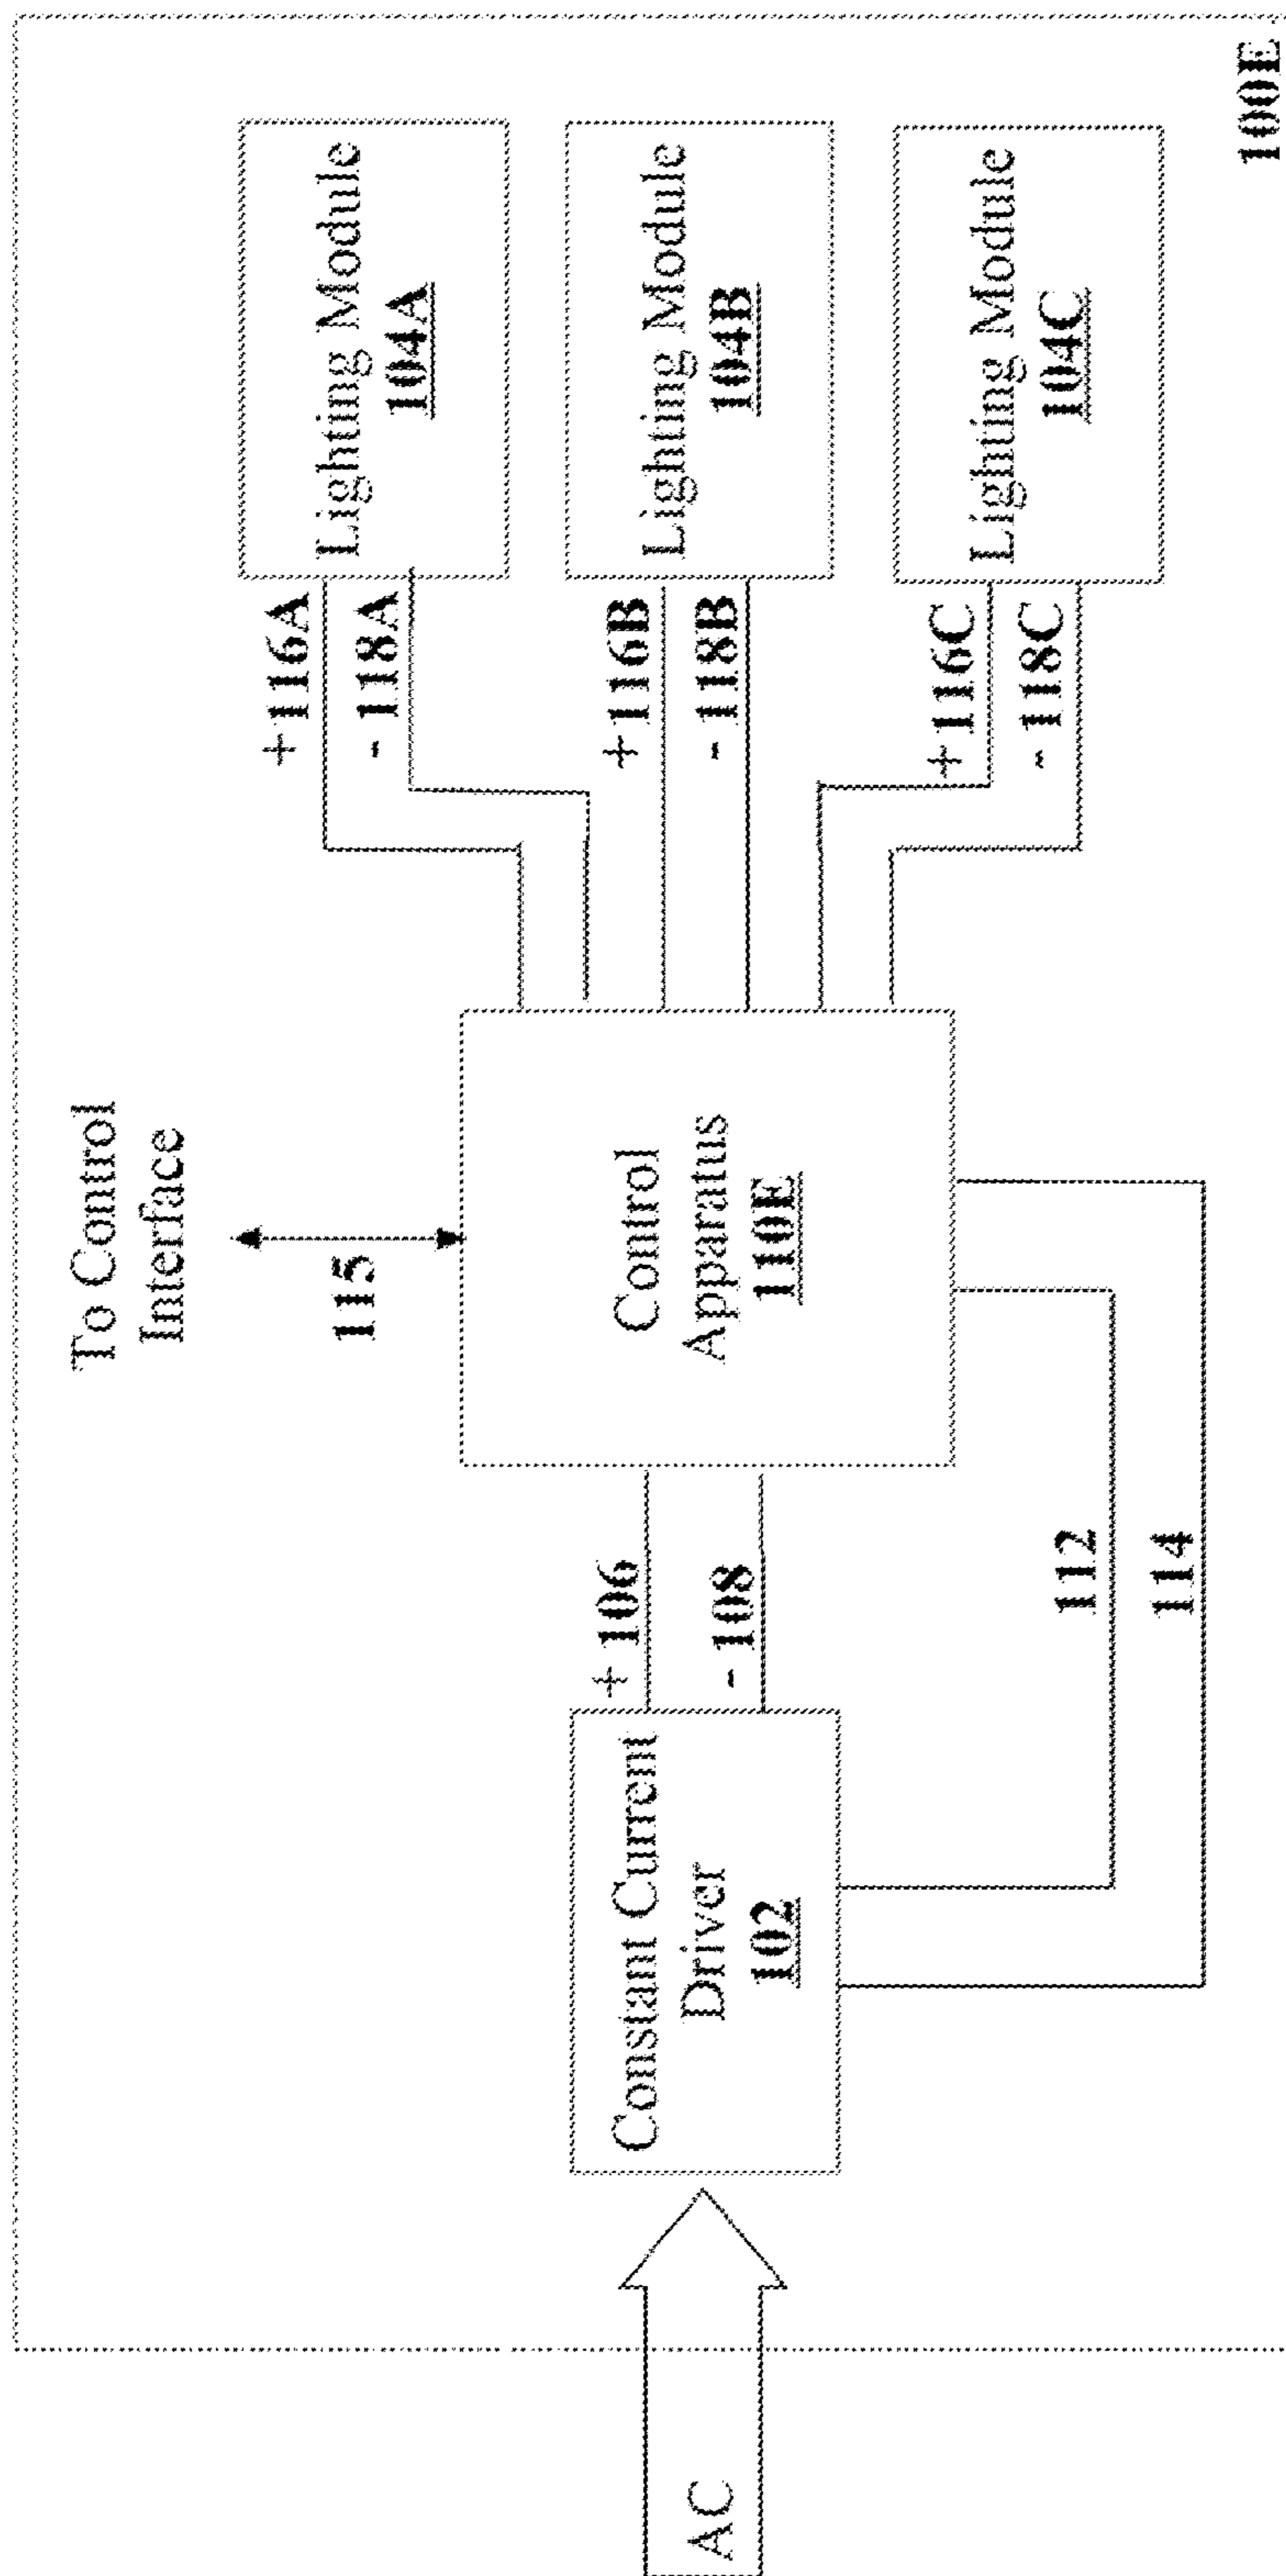 To Control
Interface
115
AC
Constant Current
Driver
102
+ 106
- 108
112
114
Control
Apparatus
110E
+116A
- 118A
+116B
- 118B
+116C
- 118C
Lighting Module
104A
Lighting Module
104B
Lighting Module
104C
100E